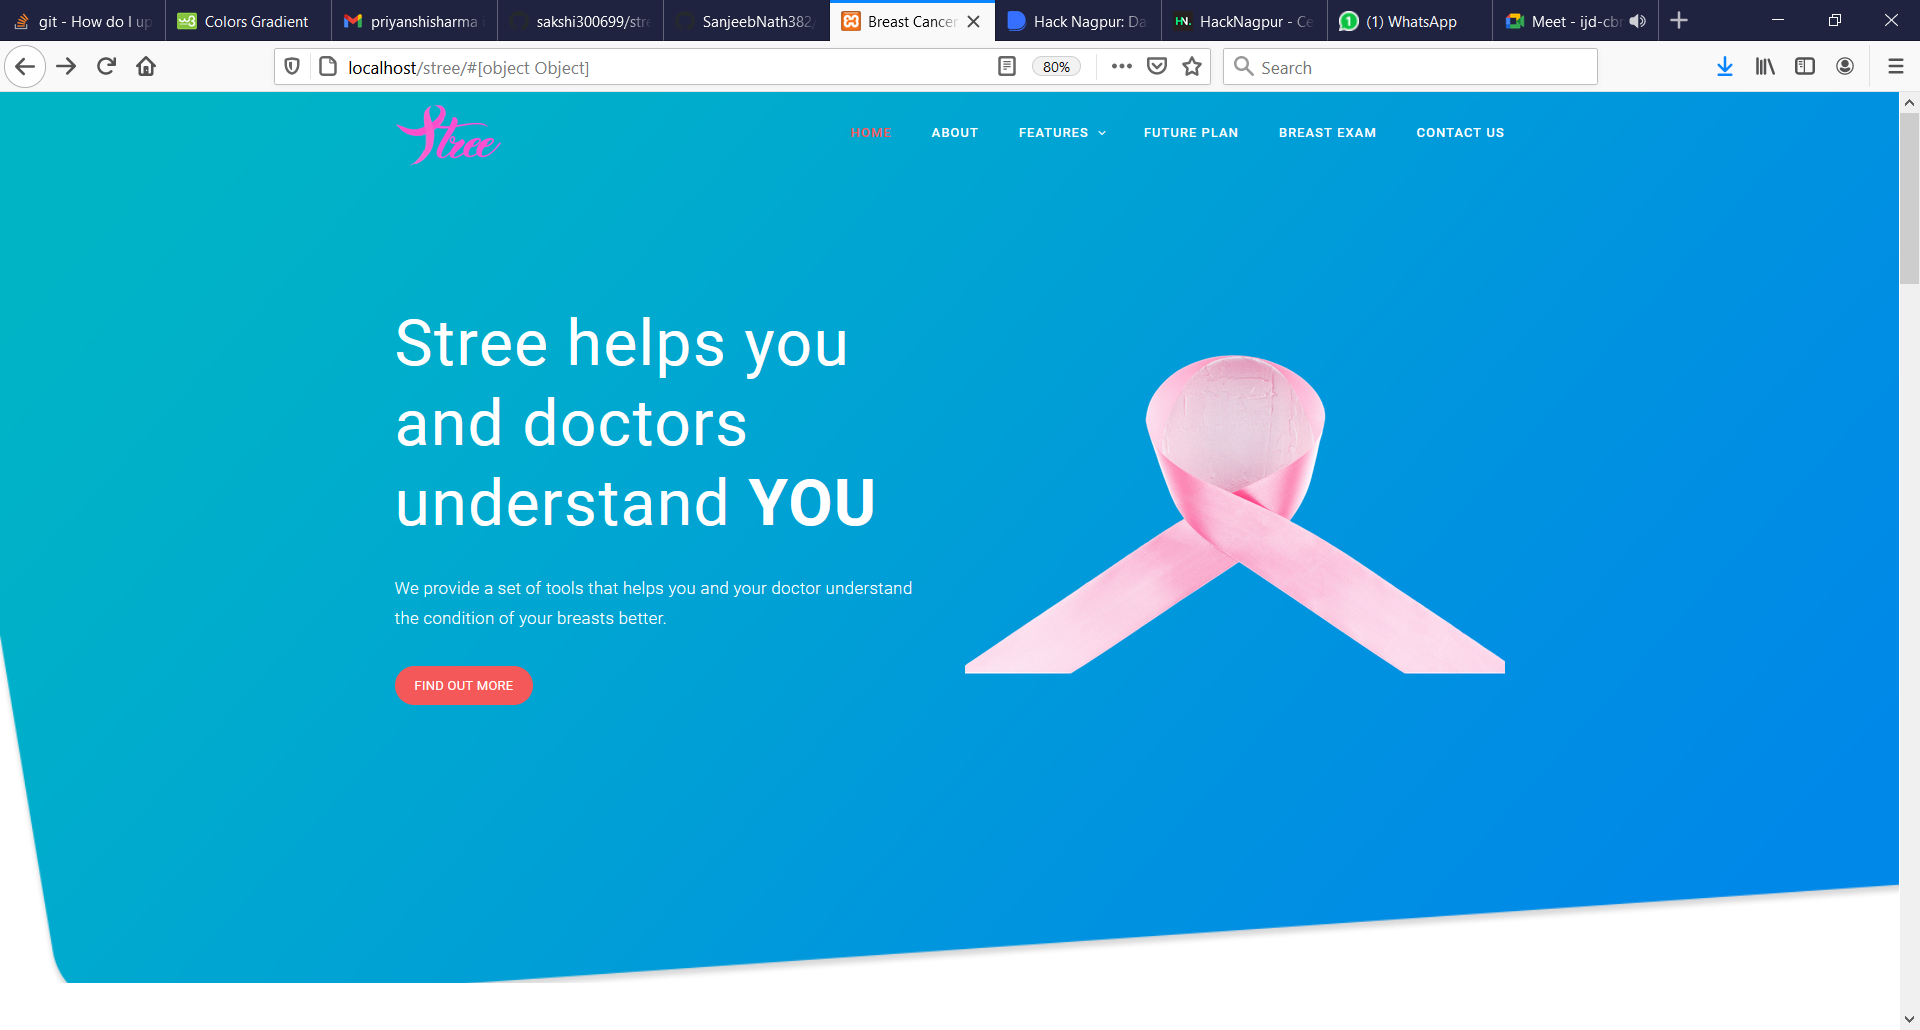 git - How do I up
Colors Gradient
priyanshisharma i
sakshi300699/stre
SanjeebNath382/
Breast Cancer
Hack Nagpur: Da
HN. HackNagpur - Ce
1 (1) WhatsApp
Meet - ijd-cbr
localhost/stree/#[object Object]
80%
Search
Stree
HOME
ABOUT
FEATURES
FUTURE PLAN
BREAST EXAM
CONTACT US
Stree helps you
and doctors
understand YOU
We provide a set of tools that helps you and your doctor understand
the condition of your breasts better.
FIND OUT MORE